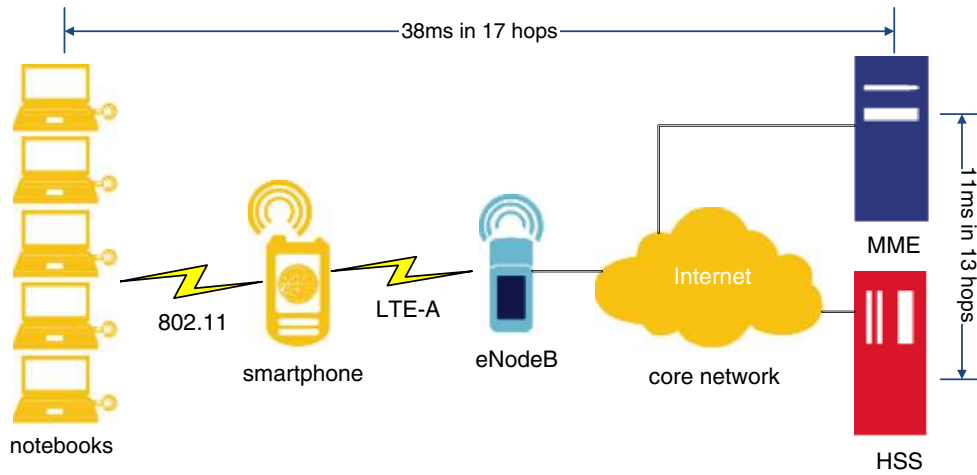 38ms in 17 hops
11ms in 13 hops
MME
Internet
802.11
LTE-A
smartphone
eNodeB
core network
notebooks
HSS